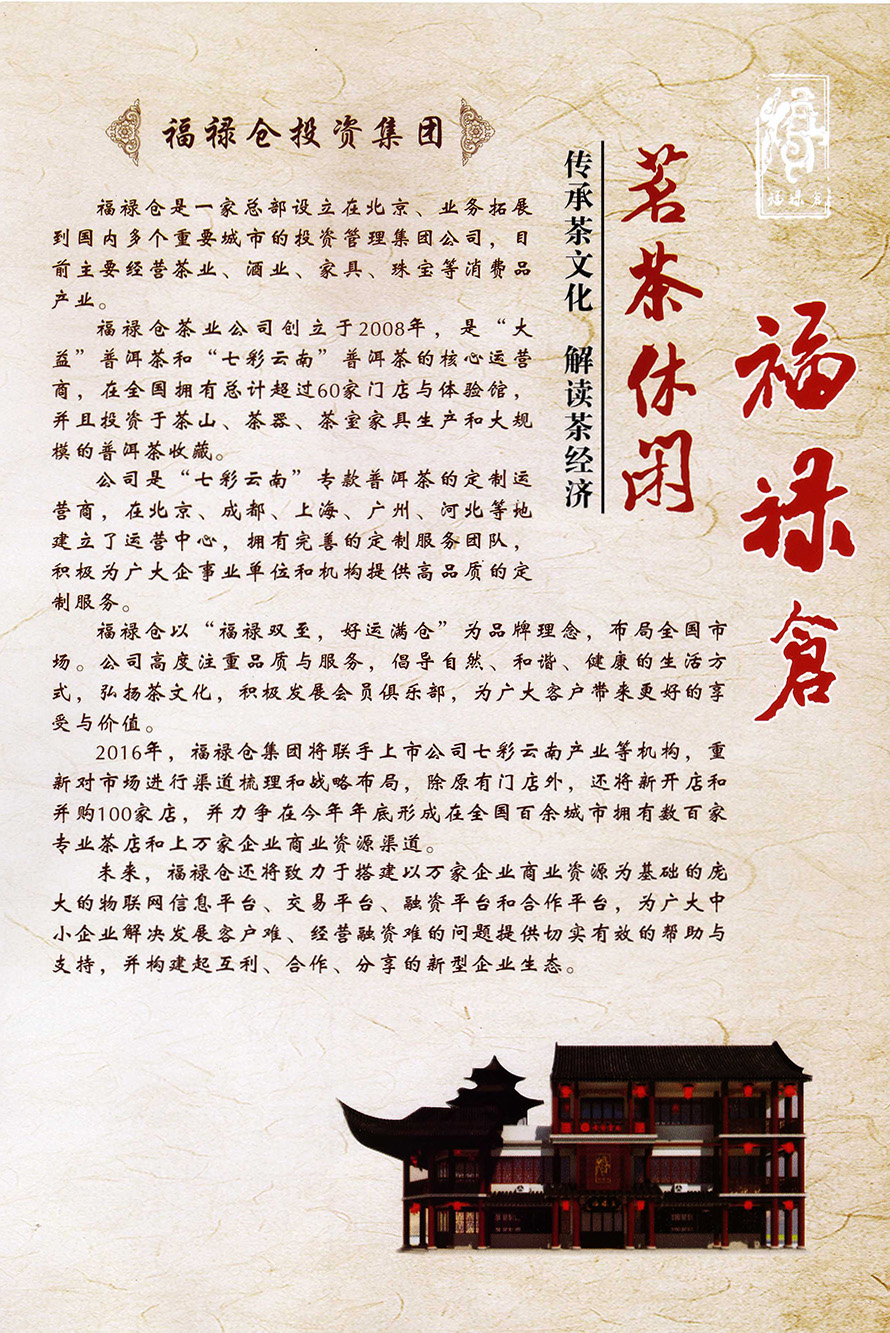 福禄仓
福禄倉
茗茶休闲
传承茶文化 解读茶经济
福禄仓投资集团
福禄仓是一家总部设立在北京、业务拓展
到国内多个重要城市的投资管理集团公司，目
前主要经营茶业、酒业、家具、珠宝等消费品
产业。
福禄仓茶业公司创立于2008年，是“大
益”普洱茶和“七彩云南”普洱茶的核心运营
商，在全国拥有总计超过60家门店与体验馆，
并且投资于茶山、茶器、茶室家具生产和大规
模的普洱茶收藏。
公司是“七彩云南”专款普洱茶的定制运
营商，在北京、成都、上海、广州、河北等地
建立了运营中心，拥有完善的定制服务团队，
积极为广大企事业单位和机构提供高品质的定
制服务。
福禄仓以“福禄双至，好运满仓”为品牌理念，布局全国市
场。公司高度注重品质与服务，倡导自然、和谐、健康的生活方
式，弘扬茶文化，积极发展会员俱乐部，为广大客户带来更好的享
受与价值。
2016年，福禄仓集团将联手上市公司七彩云南产业等机构，重
新对市场进行渠道梳理和战略布局，除原有门店外，还将新开店和
并购100家店，并力争在今年年底形成在全国百余城市拥有数百家
专业茶店和上万家企业商业资源渠道。
未来，福禄仓还将致力于搭建以万家企业商业资源为基础的庞
大的物联网信息平台、交易平台、融资平台和合作平台，为广大中
小企业解决发展客户难、经营融资难的问题提供切实有效的帮助与
支持，并构建起互利、合作、分享的新型企业生态。